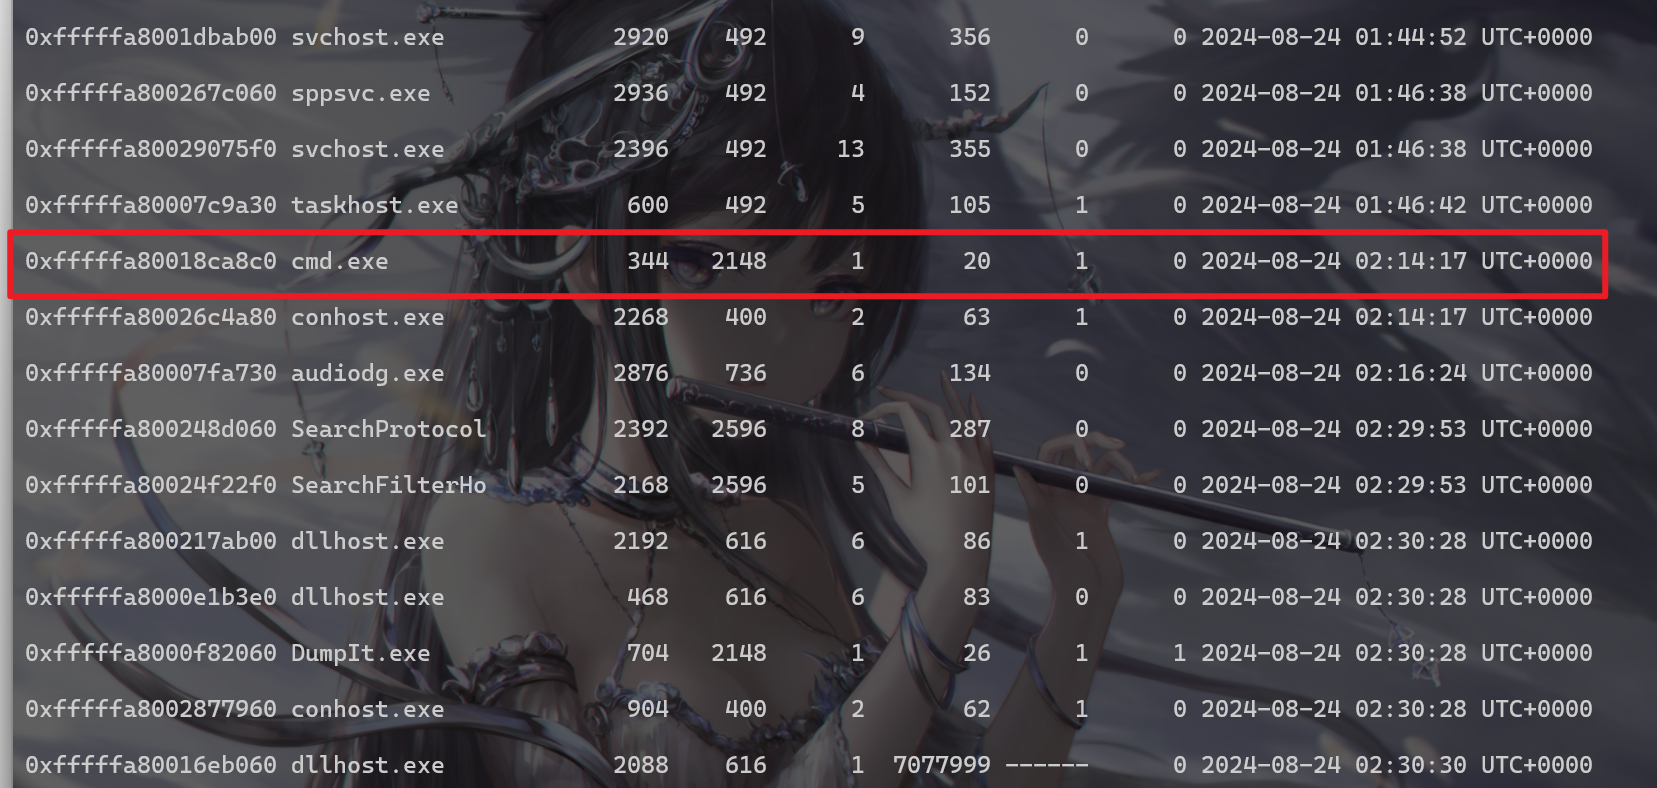 0xfffffa8001dbab00 svchost.exe 2920 492 9 356 0 0 2024-08-24 01:44:52 UTC+0000
0xfffffa800267c060 sppsvc.exe 2936 492 4 152 0 0 2024-08-24 01:46:38 UTC+0000
0xfffffa80029075f0 svchost.exe 2396 492 13 355 0 0 2024-08-24 01:46:38 UTC+0000
0xfffffa80007c9a30 taskhost.exe 600 492 5 105 1 0 2024-08-24 01:46:42 UTC+0000
0xfffffa80018ca8c0 cmd.exe 344 2148 1 20 1 0 2024-08-24 02:14:17 UTC+0000
0xfffffa80026c4a80 conhost.exe 2268 400 2 63 1 0 2024-08-24 02:14:17 UTC+0000
0xfffffa80007fa730 audiodg.exe 2876 736 6 134 0 0 2024-08-24 02:16:24 UTC+0000
0xfffffa800248d060 SearchProtocol 2392 2596 8 287 0 0 2024-08-24 02:29:53 UTC+0000
0xfffffa80024f22f0 SearchFilterHo 2168 2596 5 101 0 0 2024-08-24 02:29:53 UTC+0000
0xfffffa800217ab00 dllhost.exe 2192 616 6 86 1 0 2024-08-24 02:30:28 UTC+0000
0xfffffa8000e1b3e0 dllhost.exe 468 616 6 83 0 0 2024-08-24 02:30:28 UTC+0000
0xfffffa8000f82060 DumpIt.exe 704 2148 1 26 1 1 2024-08-24 02:30:28 UTC+0000
0xfffffa8002877960 conhost.exe 904 400 2 62 1 0 2024-08-24 02:30:28 UTC+0000
0xfffffa80016eb060 dllhost.exe 2088 616 1 7077999 ------ 0 2024-08-24 02:30:30 UTC+0000